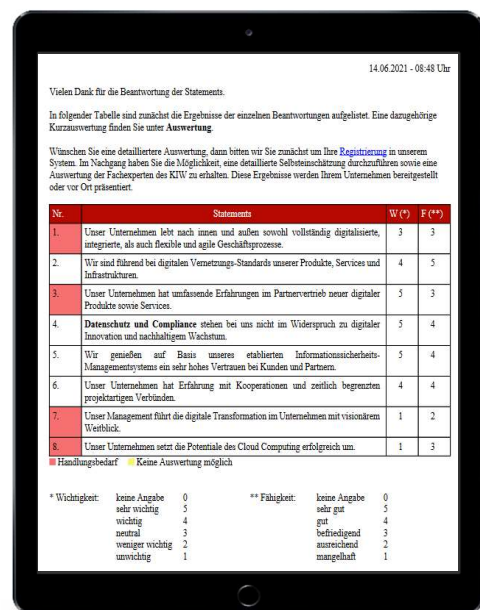 14.06.2021 - 08:48 Uhr
Vielen Dank für die Beantwortung der Statements.
In folgender Tabelle sind zunächst die Ergebnisse der einzelnen Beantwortungen aufgelistet. Eine dazugehörige
Kurzauswertung finden Sie unter Auswertung.
Wünschen Sie eine detailliertere Auswertung, dann bitten wir Sie zunächst um Ihre Registrierung in unserem
System. Im Nachgang haben Sie die Möglichkeit, eine detaillierte Selbsteinschätzung durchzuführen sowie eine
Auswertung der Fachexperten des KIW zu erhalten. Diese Ergebnisse werden Ihrem Unternehmen bereitgestellt
oder vor Ort präsentiert.
Nr. Statements W (*) F (**)
1. Unser Unternehmen lebt nach innen und außen sowohl vollständig digitalisierte, 3 3
integrierte, als auch flexible und agile Geschäftsprozesse.
2. Wir sind führend bei digitalen Vernetzungs-Standards unserer Produkte, Services und 4 5
Infrastrukturen.
3. Unser Unternehmen hat umfassende Erfahrungen im Partnervertrieb neuer digitaler 5 3
Produkte sowie Services.
4. Datenschutz und Compliance stehen bei uns nicht im Widerspruch zu digitaler 5 4
Innovation und nachhaltigem Wachstum.
5. Wir genießen auf Basis unseres etablierten Informationssicherheits- 5 4
Managementsystems ein sehr hohes Vertrauen bei Kunden und Partnern.
6. Unser Unternehmen hat Erfahrung mit Kooperationen und zeitlich begrenzten 4 4
projektartigen Verbünden.
7. Unser Management führt die digitale Transformation im Unternehmen mit visionärem 1 2
Weitblick.
8. Unser Unternehmen setzt die Potentiale des Cloud Computing erfolgreich um. 1 3
Handlungsbedarf Keine Auswertung möglich
* Wichtigkeit: keine Angabe 0 ** Fähigkeit: keine Angabe 0
sehr wichtig 5 sehr gut 5
wichtig 4 gut 4
neutral 3 befriedigend 3
weniger wichtig 2 ausreichend 2
unwichtig 1 mangelhaft 1